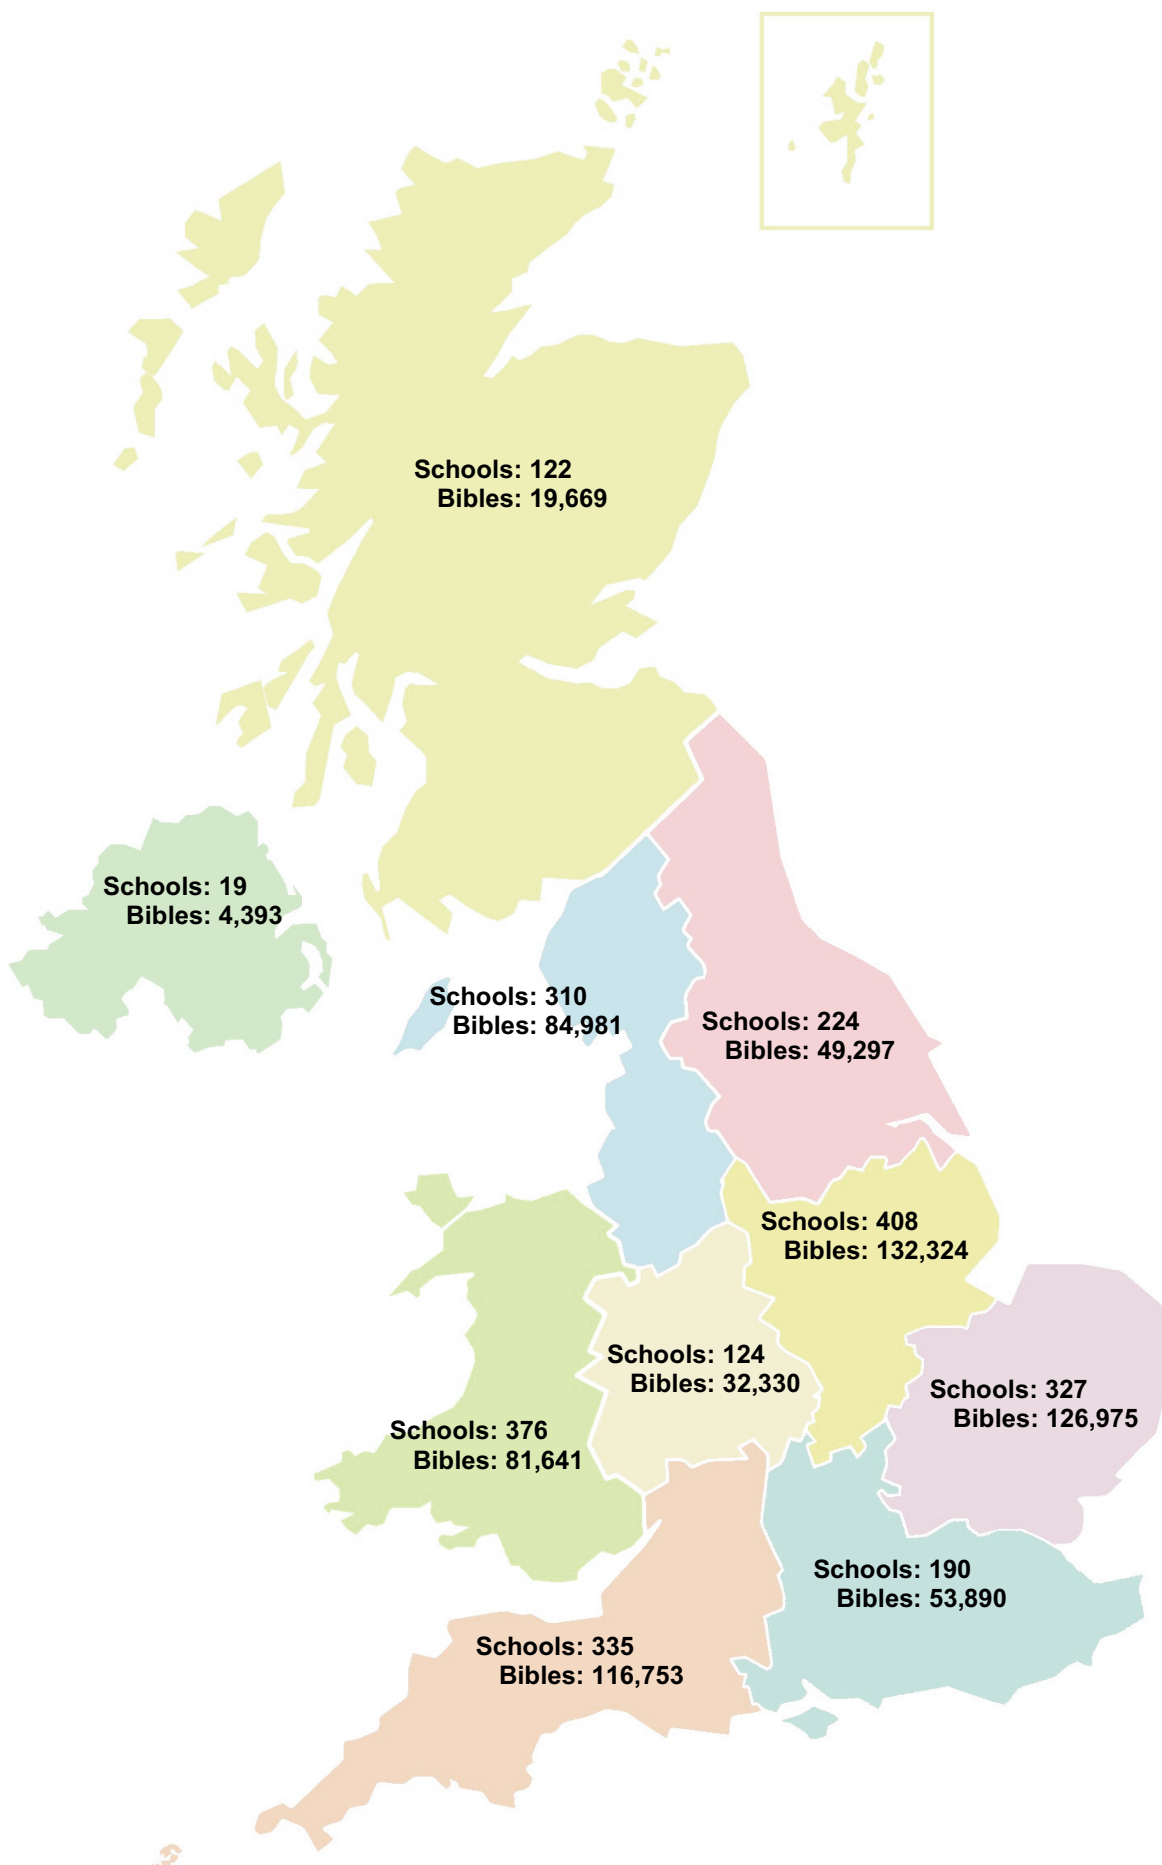 Schools: 122
Bibles: 19,669
Schools: 19
Bibles: 4,393
Schools: 310
Bibles: 84,981
Schools: 224
Bibles: 49,297
Schools: 408
Bibles: 132,324
Schools: 124
Bibles: 32,330
Schools: 327
Bibles: 126,975
Schools: 376
Bibles: 81,641
Schools: 190
Bibles: 53,890
Schools: 335
Bibles: 116,753